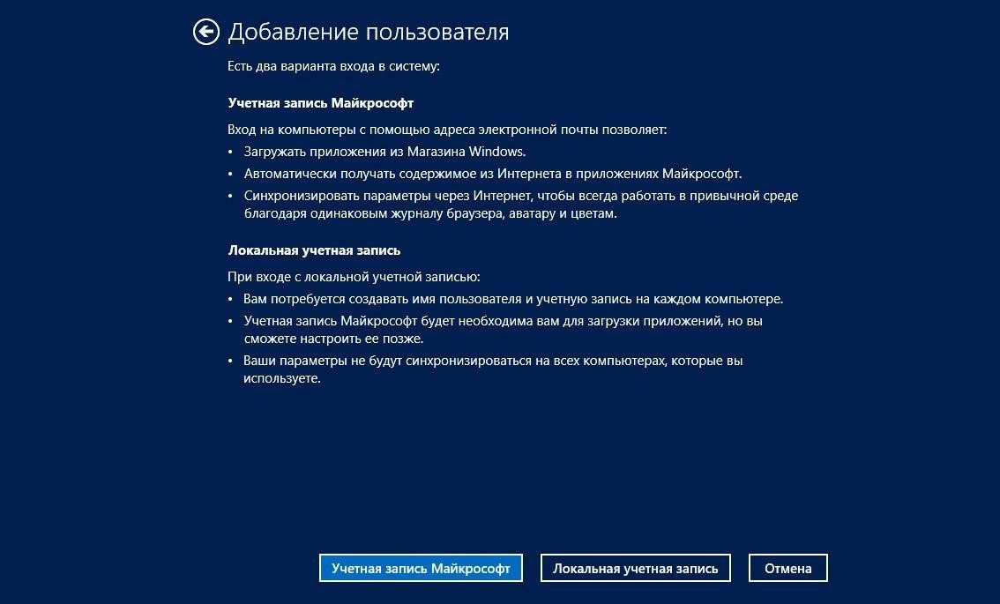 Добавление пользователя
Есть два варианта входа в систему:
Учетная запись Майкрософт
Вход на компьютеры с помощью адреса электронной почты позволяет:
• Загружать приложения из Магазина Windows.
• Автоматически получать содержимое из Интернета в приложениях Майкрософт.
• Синхронизировать параметры через Интернет, чтобы всегда работать в привычной среде
благодаря одинаковым журналу браузера, аватару и цветам.
Локальная учетная запись
При входе с локальной учетной записью:
• Вам потребуется создавать имя пользователя и учетную запись на каждом компьютере.
• Учетная запись Майкрософт будет необходима вам для загрузки приложений, но вы
сможете настроить ее позже.
• Ваши параметры не будут синхронизироваться на всех компьютерах, которые вы
используете.
Учетная запись Майкрософт
Локальная учетная запись
Отмена